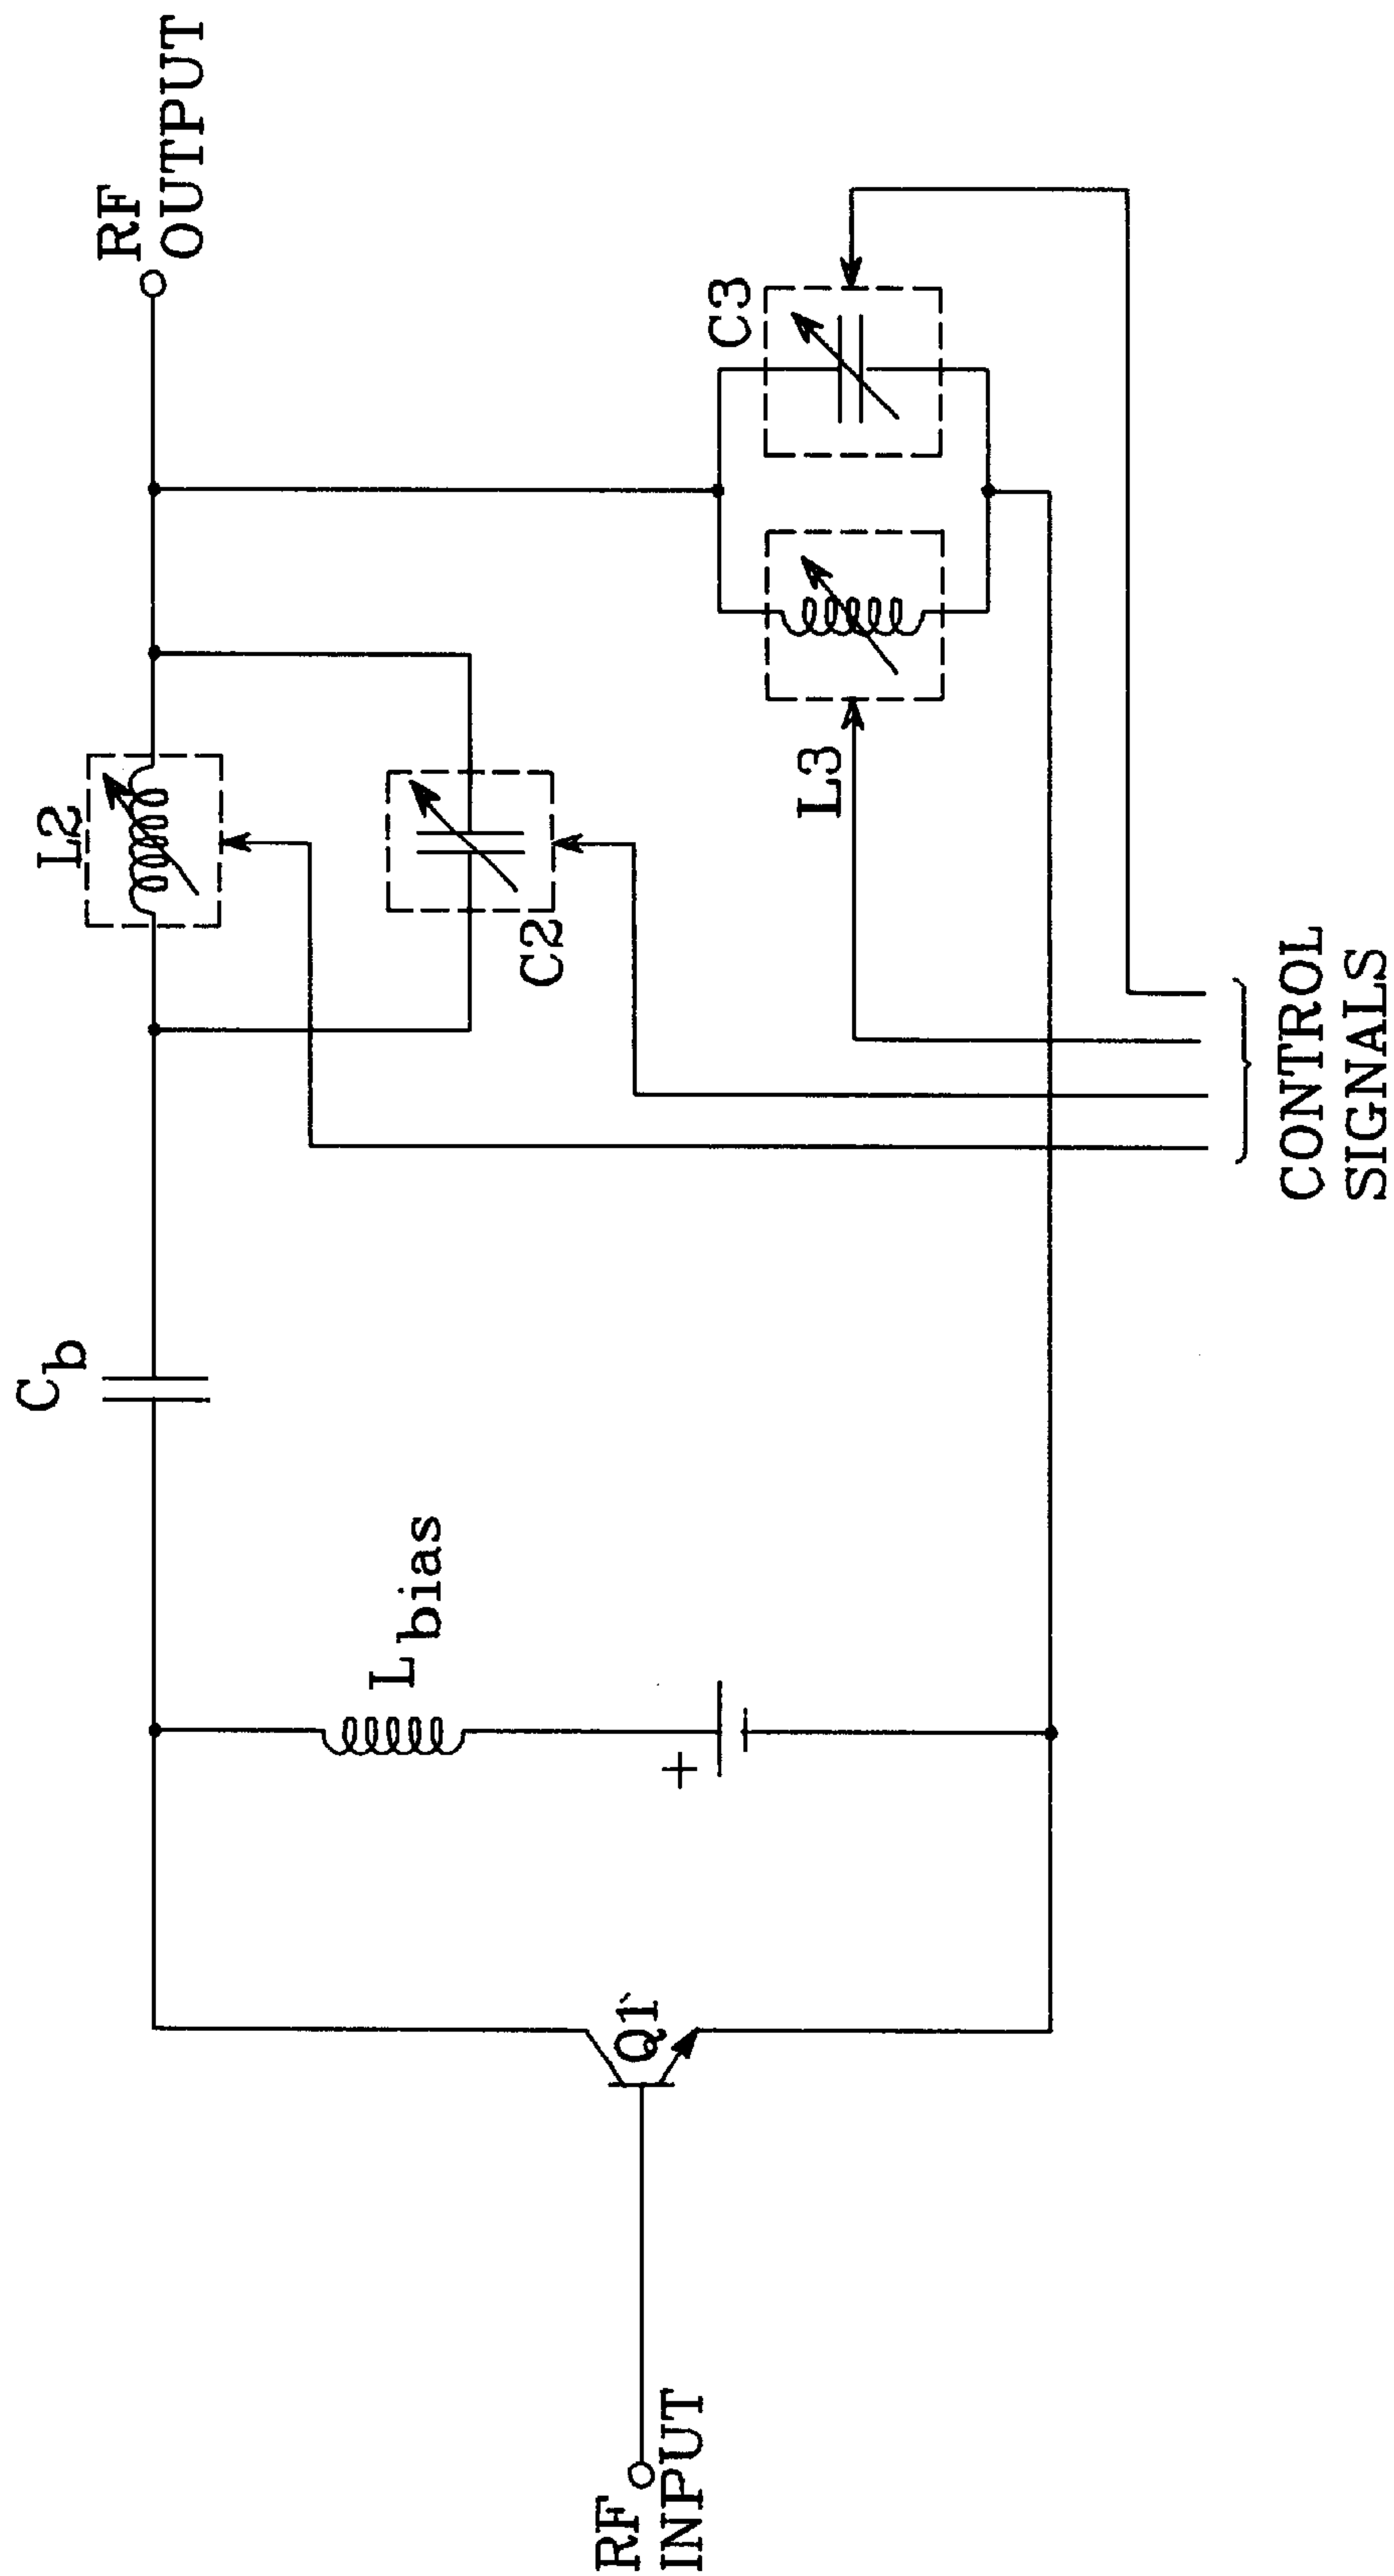 C_b
L2
RF
OUTPUT
L_bias
C2
C3
+
Q1
L3
RF
INPUT
CONTROL
SIGNALS